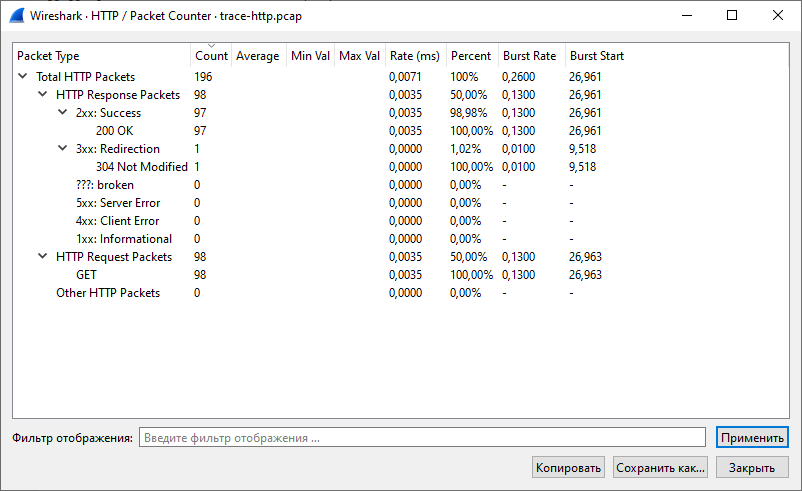 Wireshark · HTTP / Packet Counter · trace-http.pcap
Packet Type Count Average Min Val Max Val Rate (ms) Percent Burst Rate Burst Start
Total HTTP Packets 196 0,0071 100% 0,2600 26,961
HTTP Response Packets 98 0,0035 50,00% 0,1300 26,961
2xx: Success 97 0,0035 98,98% 0,1300 26,961
200 OK 97 0,0035 100,00% 0,1300 26,961
3xx: Redirection 1 0,0000 1,02% 0,0100 9,518
304 Not Modified 1 0,0000 100,00% 0,0100 9,518
???: broken 0 0,0000 0,00% - -
5xx: Server Error 0 0,0000 0,00% - -
4xx: Client Error 0 0,0000 0,00% - -
1xx: Informational 0 0,0000 0,00% - -
HTTP Request Packets 98 0,0035 50,00% 0,1300 26,963
GET 98 0,0035 100,00% 0,1300 26,963
Other HTTP Packets 0 0,0000 0,00% - -
Фильтр отображения: Введите фильтр отображения ... Применить
Копировать Сохранить как... Закрыть